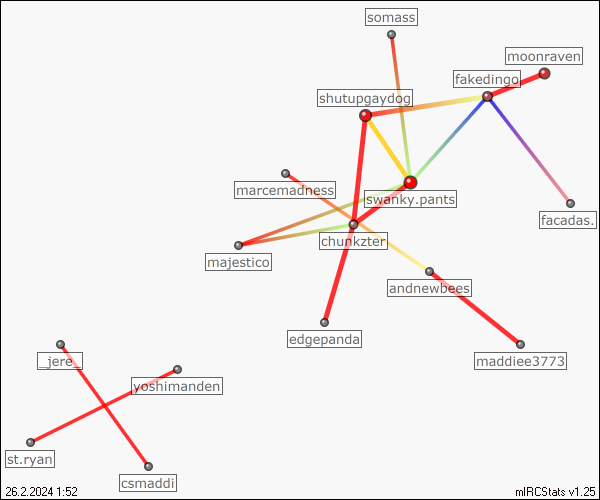 somass
moonraven
fakedingo
shutupgaydog
marcemadness
swanky.pants
facadas.
chunkzter
majestico
andnewbees
edgepanda
maddiee3773
_jere_
yoshimanden
st.ryan
csmaddi
26.2.2024 1:52
mIRCStats v1.25